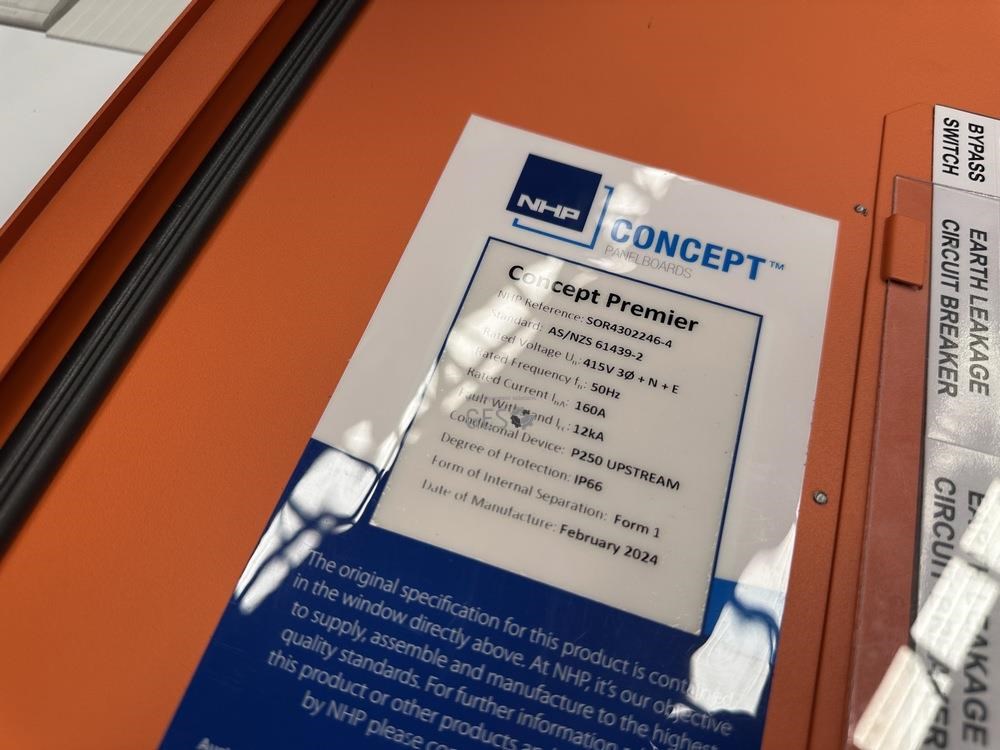 NHP
CONCEPT™
PANELBOARDS
Concept Premier
NHP Reference: SOR4302246-4
Standard: AS/NZS 61439-2
Rated Voltage Un: 415V 3Ø + N + E
Rated Frequency fn: 50Hz
Rated Current InA: 160A
Fault Withstand Icc: 12kA
GES
Conditional Device: P250 UPSTREAM
Degree of Protection: IP66
Form of Internal Separation: Form 1
Date of Manufacture: February 2024
The original specification for this product is contained
in the window directly above. At NHP, it's our objective
to supply, assemble and manufacture to the highest
quality standards. For further information
this product or other products
by NHP please
BYPASS
SWITCH
EARTH LEAKAGE
CIRCUIT BREAKER
LEAKAGE